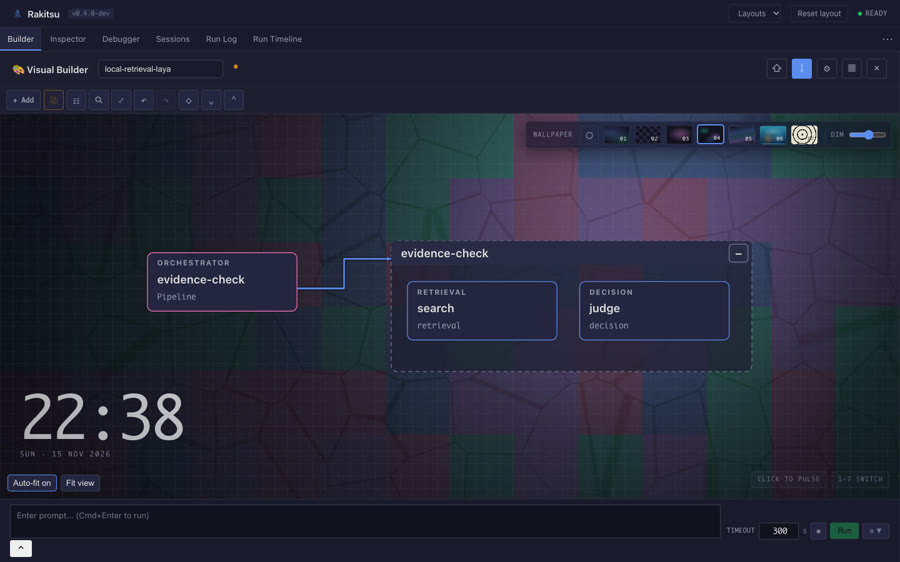 Rakitsu v0.4.0-dev Layouts Reset layout READY
Builder Inspector Debugger Sessions Run Log Run Timeline
Visual Builder local-retrieval-laya *
+ Add
WALLPAPER 01 02 03 04 05 06 DIM
ORCHESTRATOR
evidence-check
Pipeline
evidence-check
RETRIEVAL
search
retrieval
DECISION
judge
decision
22:38
SUN · 15 NOV 2026
Auto-fit on Fit view
CLICK TO PULSE 1-7 SWITCH
Enter prompt... (Cmd+Enter to run)
TIMEOUT 300 s Run